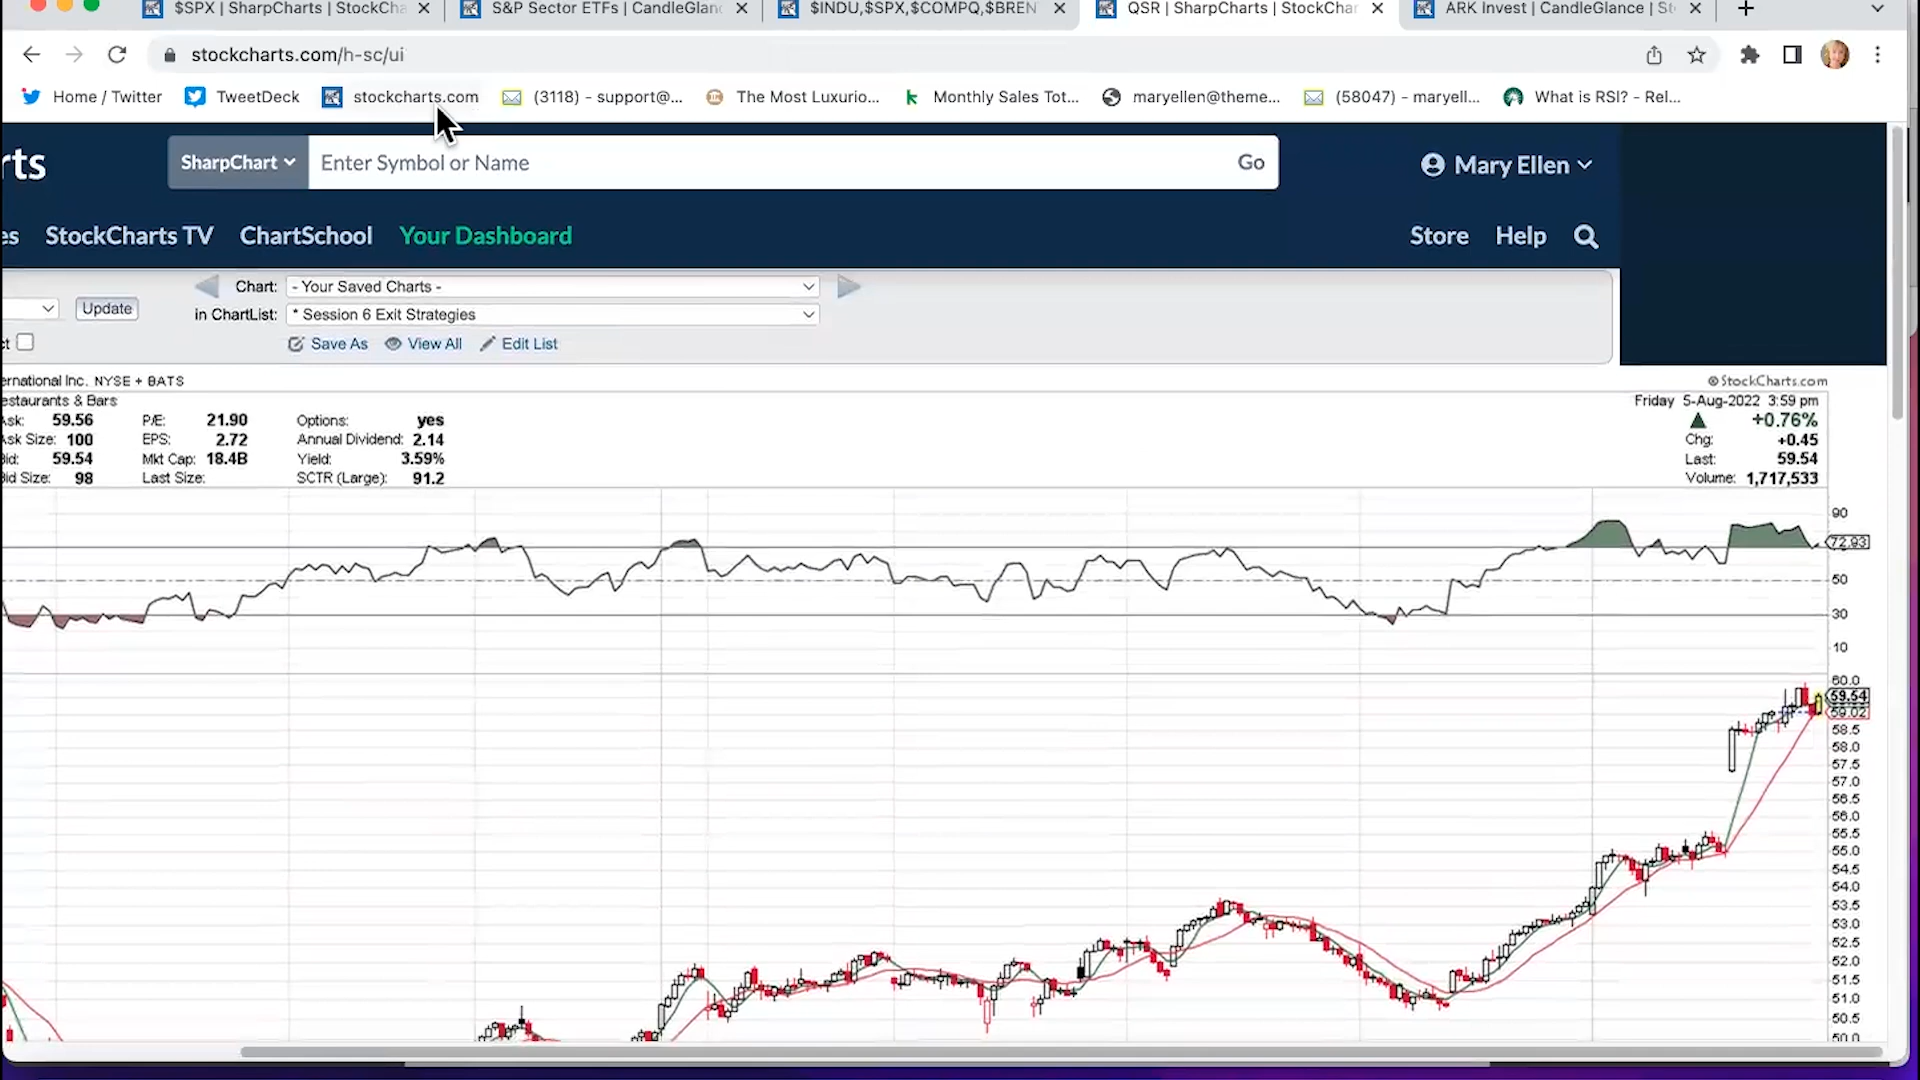 $SPX | SharpCharts | StockCha
S&P Sector ETFs | CandleGlanc
$INDU,$SPX,$COMPQ,$BREN
QSR | SharpCharts | StockChar
ARK Invest | CandleGlance | St
stockcharts.com/h-sc/ui
Home / Twitter
TweetDeck
stockcharts.com
(3118) - support@...
The Most Luxurio...
Monthly Sales Tot...
maryellen@theme...
(58047) - maryell...
What is RSI? - Rel...
rts
SharpChart
Enter Symbol or Name
Go
Mary Ellen
es
StockCharts TV
ChartSchool
Your Dashboard
Store
Help
Update
Chart:
- Your Saved Charts -
in ChartList:
* Session 6 Exit Strategies
ct
Save As
View All
Edit List
ernational Inc. NYSE + BATS
© StockCharts.com
estaurants & Bars
Friday 5-Aug-2022 3:59 pm
Ask: 59.56 P/E: 21.90 Options: yes
+0.76%
Ask Size: 100 EPS: 2.72 Annual Dividend: 2.14
Chg: +0.45
Bid: 59.54 Mkt Cap: 18.4B Yield: 3.59%
Last: 59.54
Bid Size: 98 Last Size: SCTR (Large): 91.2
Volume: 1,717,533
90
72.93
50
30
10
60.0
59.54
59.02
58.5
58.0
57.5
57.0
56.5
56.0
55.5
55.0
54.5
54.0
53.5
53.0
52.5
52.0
51.5
51.0
50.5
50.0